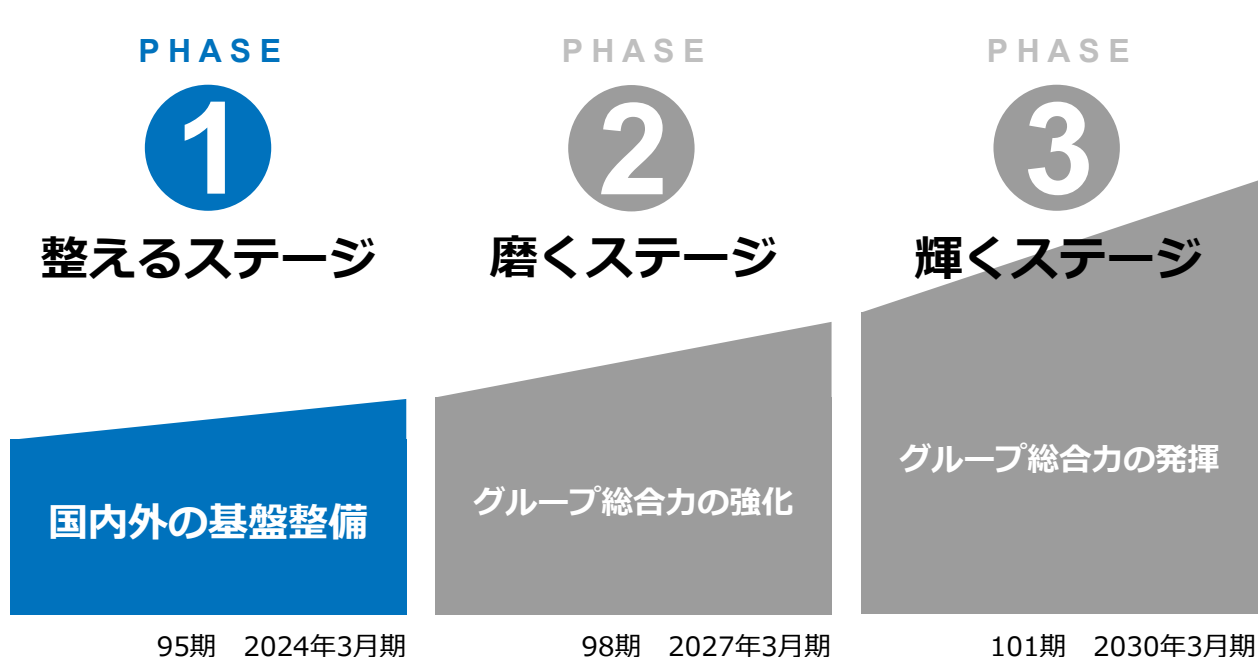 PHASE
1
整えるステージ
国内外の基盤整備
95期　2024年3月期
PHASE
2
磨くステージ
グループ総合力の強化
98期　2027年3月期
PHASE
3
輝くステージ
グループ総合力の発揮
101期　2030年3月期